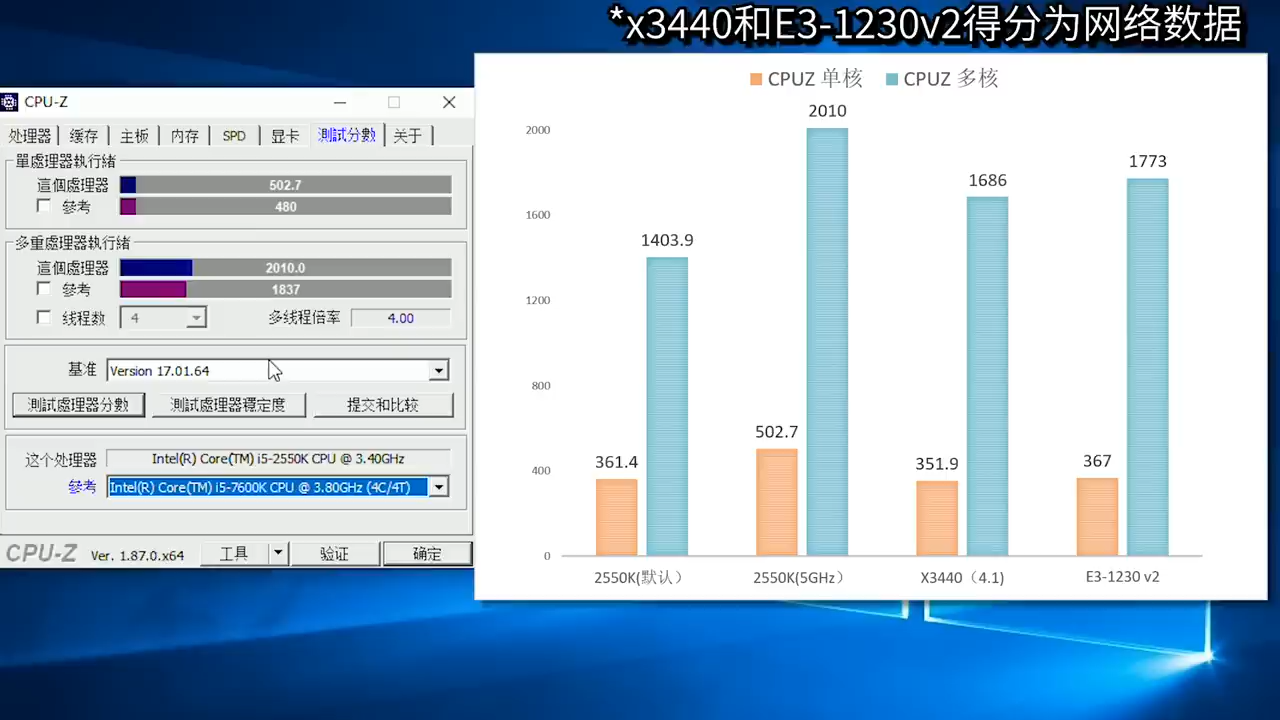 *x3440和E3-1230v2得分为网络数据
CPU-Z
处理器 缓存 主板 内存 SPD 显卡 測試分數 关于
單處理器執行緒
這個處理器 502.7
參考 480
多重處理器執行緒
這個處理器 2010.0
參考 1837
线程数 4 多线程倍率 4.00
基准 Version 17.01.64
測試處理器分數 測試處理器穩定度 提交和比较
这个处理器 Intel(R) Core(TM) i5-2550K CPU @ 3.40GHz
參考 Intel(R) Core(TM) i5-7600K CPU @ 3.80GHz (4C/4T)
CPU-Z Ver. 1.87.0.x64 工具 验证 确定
CPUZ 单核 CPUZ 多核
2000
1600
1200
800
400
0
361.4 1403.9
502.7 2010
351.9 1686
367 1773
2550K(默认） 2550K(5GHz） X3440（4.1) E3-1230 v2